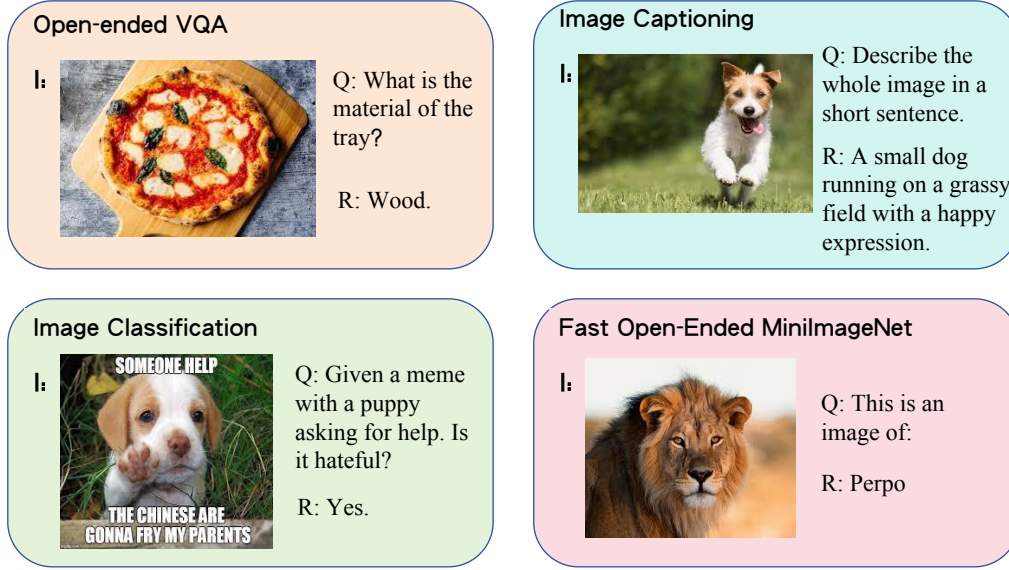 Open-ended VQA
I:
Q: What is the
material of the
tray?
R: Wood.
Image Captioning
I:
Q: Describe the
whole image in a
short sentence.
R: A small dog
running on a grassy
field with a happy
expression.
Image Classification
I:
SOMEONE HELP
THE CHINESE ARE
GONNA FRY MY PARENTS
Q: Given a meme
with a puppy
asking for help. Is
it hateful?
R: Yes.
Fast Open-Ended MiniImageNet
I:
Q: This is an
image of:
R: Perpo